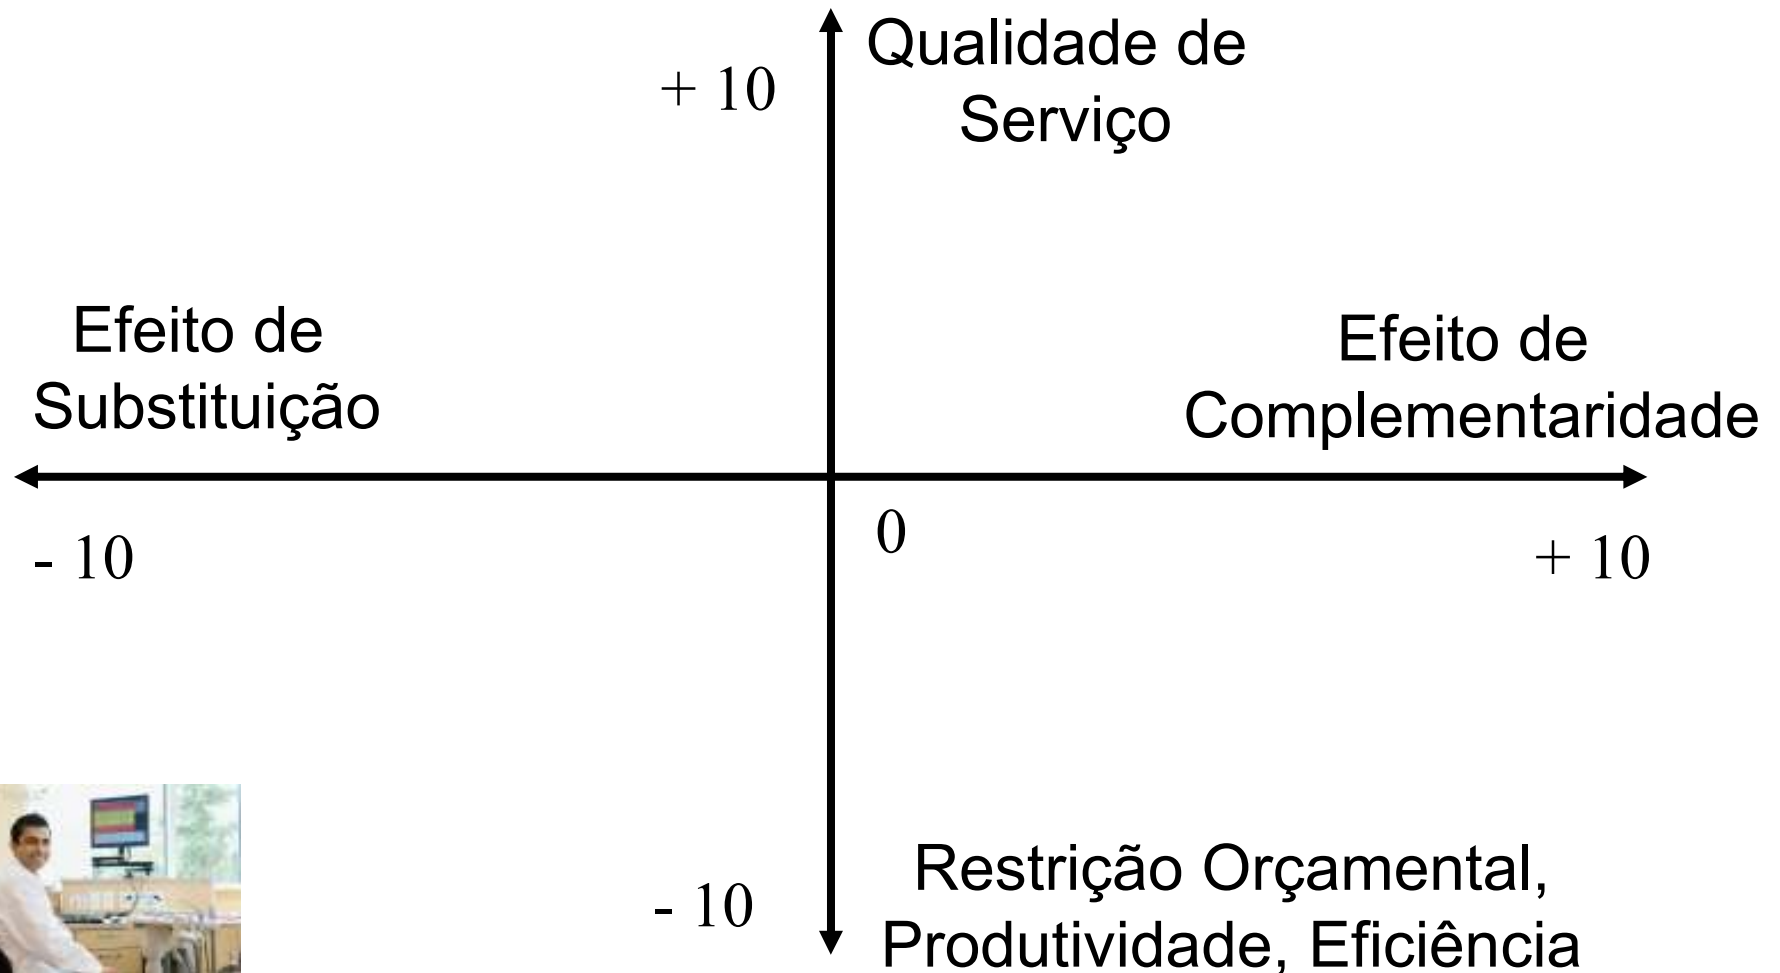 Qualidade de
Serviço
+ 10
Efeito de
Substituição
Efeito de
Complementaridade
- 10
0
+ 10
- 10
Restrição Orçamental,
Produtividade, Eficiência